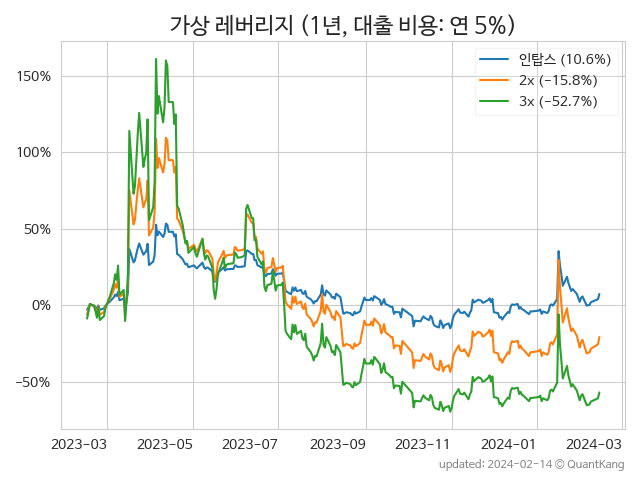 가상 레버리지 (1년, 대출 비용: 연 5%)
인탑스 (10.6%)
2x (−15.8%)
3x (−52.7%)
150%
100%
50%
0%
−50%
2023-03 2023-05 2023-07 2023-09 2023-11 2024-01 2024-03
updated: 2024-02-14 © QuantKang